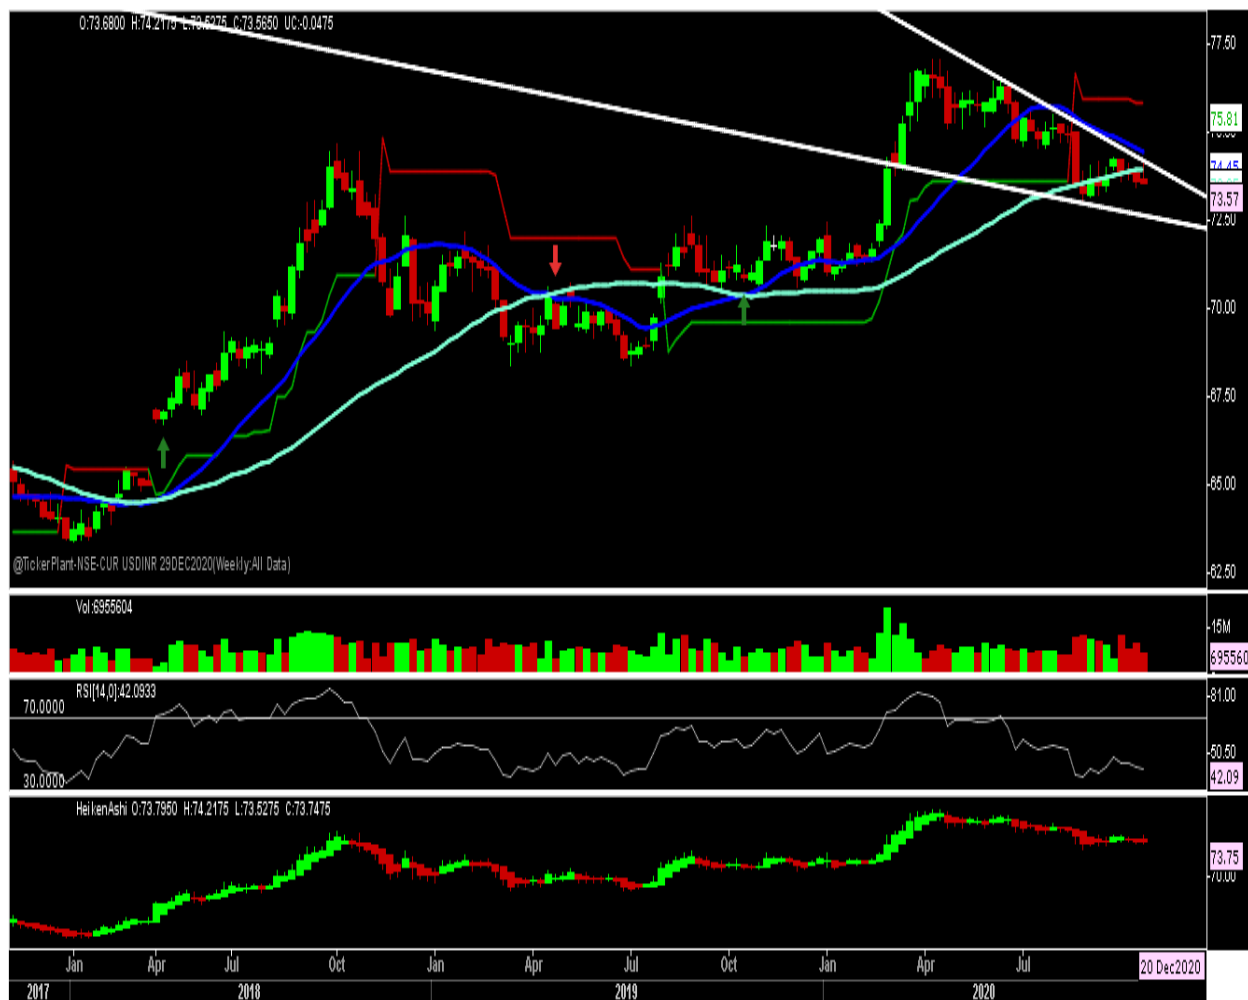 O:73.6800 H:74.2175 L:73.5275 C:73.5650 UC:-0.0475
77.50
75.81
74.45
73.57
72.50
70.00
67.50
65.00
62.50
@TickerPlant-NSE-CUR USDINR 29DEC2020(Weekly:All Data)
Vol:6955604
15M
695560
RSI[14,0]:42.0933
70.0000
30.0000
81.00
50.50
42.09
HeikenAshi O:73.7950 H:74.2175 L:73.5275 C:73.7475
73.75
70.00
Jan Apr Jul Oct Jan Apr Jul Oct Jan Apr Jul 20 Dec2020
2017 2018 2019 2020